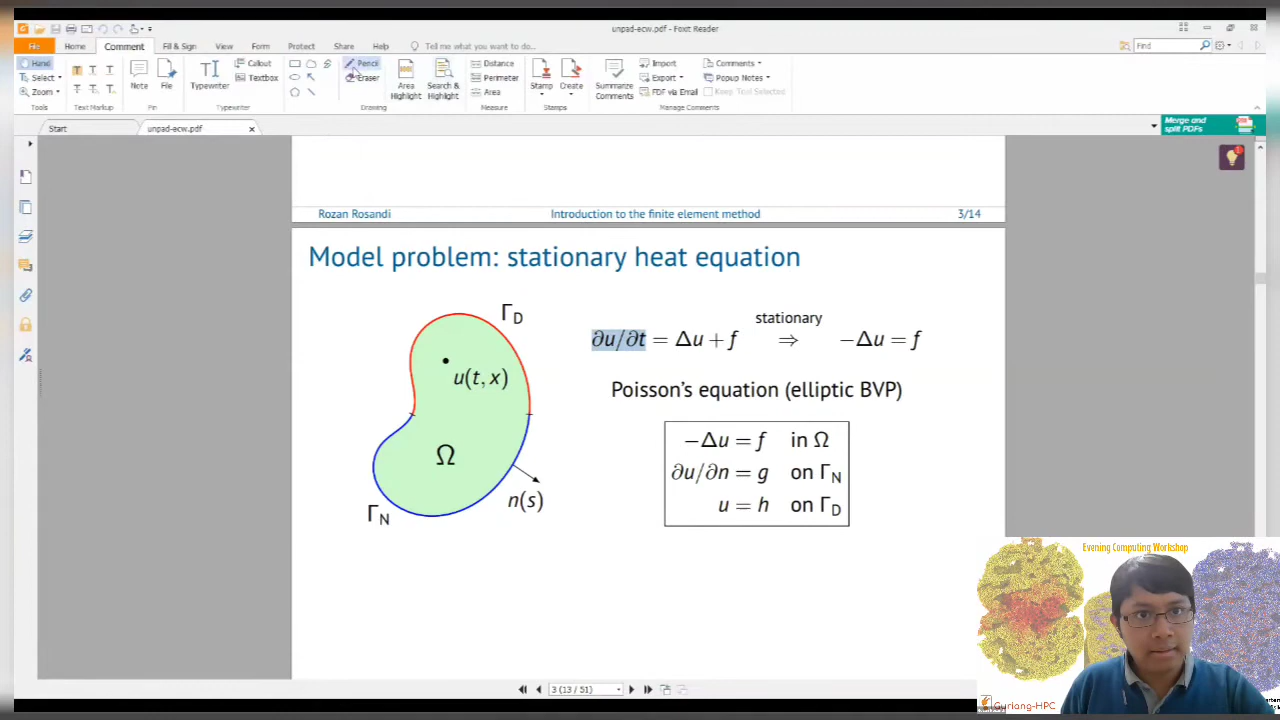 unpad-ecw.pdf - Foxit Reader
File Home Comment Fill & Sign View Form Protect Share Help Tell me what you want to do... Find
Hand Select Zoom Tools
Text Markup
Note File Pin
Typewriter Callout Textbox Typewriter
Pencil Eraser Area Highlight Search & Highlight Drawing
Distance Perimeter Area Measure
Stamp Create Stamps
Summarize Comments Import Export PDF via Email Comments Popup Notes Keep Tool Selected Manage Comments
Start unpad-ecw.pdf
Merge and split PDFs
Rozan Rosandi Introduction to the finite element method 3/14
Model problem: stationary heat equation
Γ_D
u(t, x)
Ω
n(s)
Γ_N
stationary
∂u/∂t = Δu + f ⇒ −Δu = f
Poisson's equation (elliptic BVP)
−Δu = f in Ω
∂u/∂n = g on Γ_N
u = h on Γ_D
Evening Computing Workshop
Guriang-HPC
3 (13 / 51)